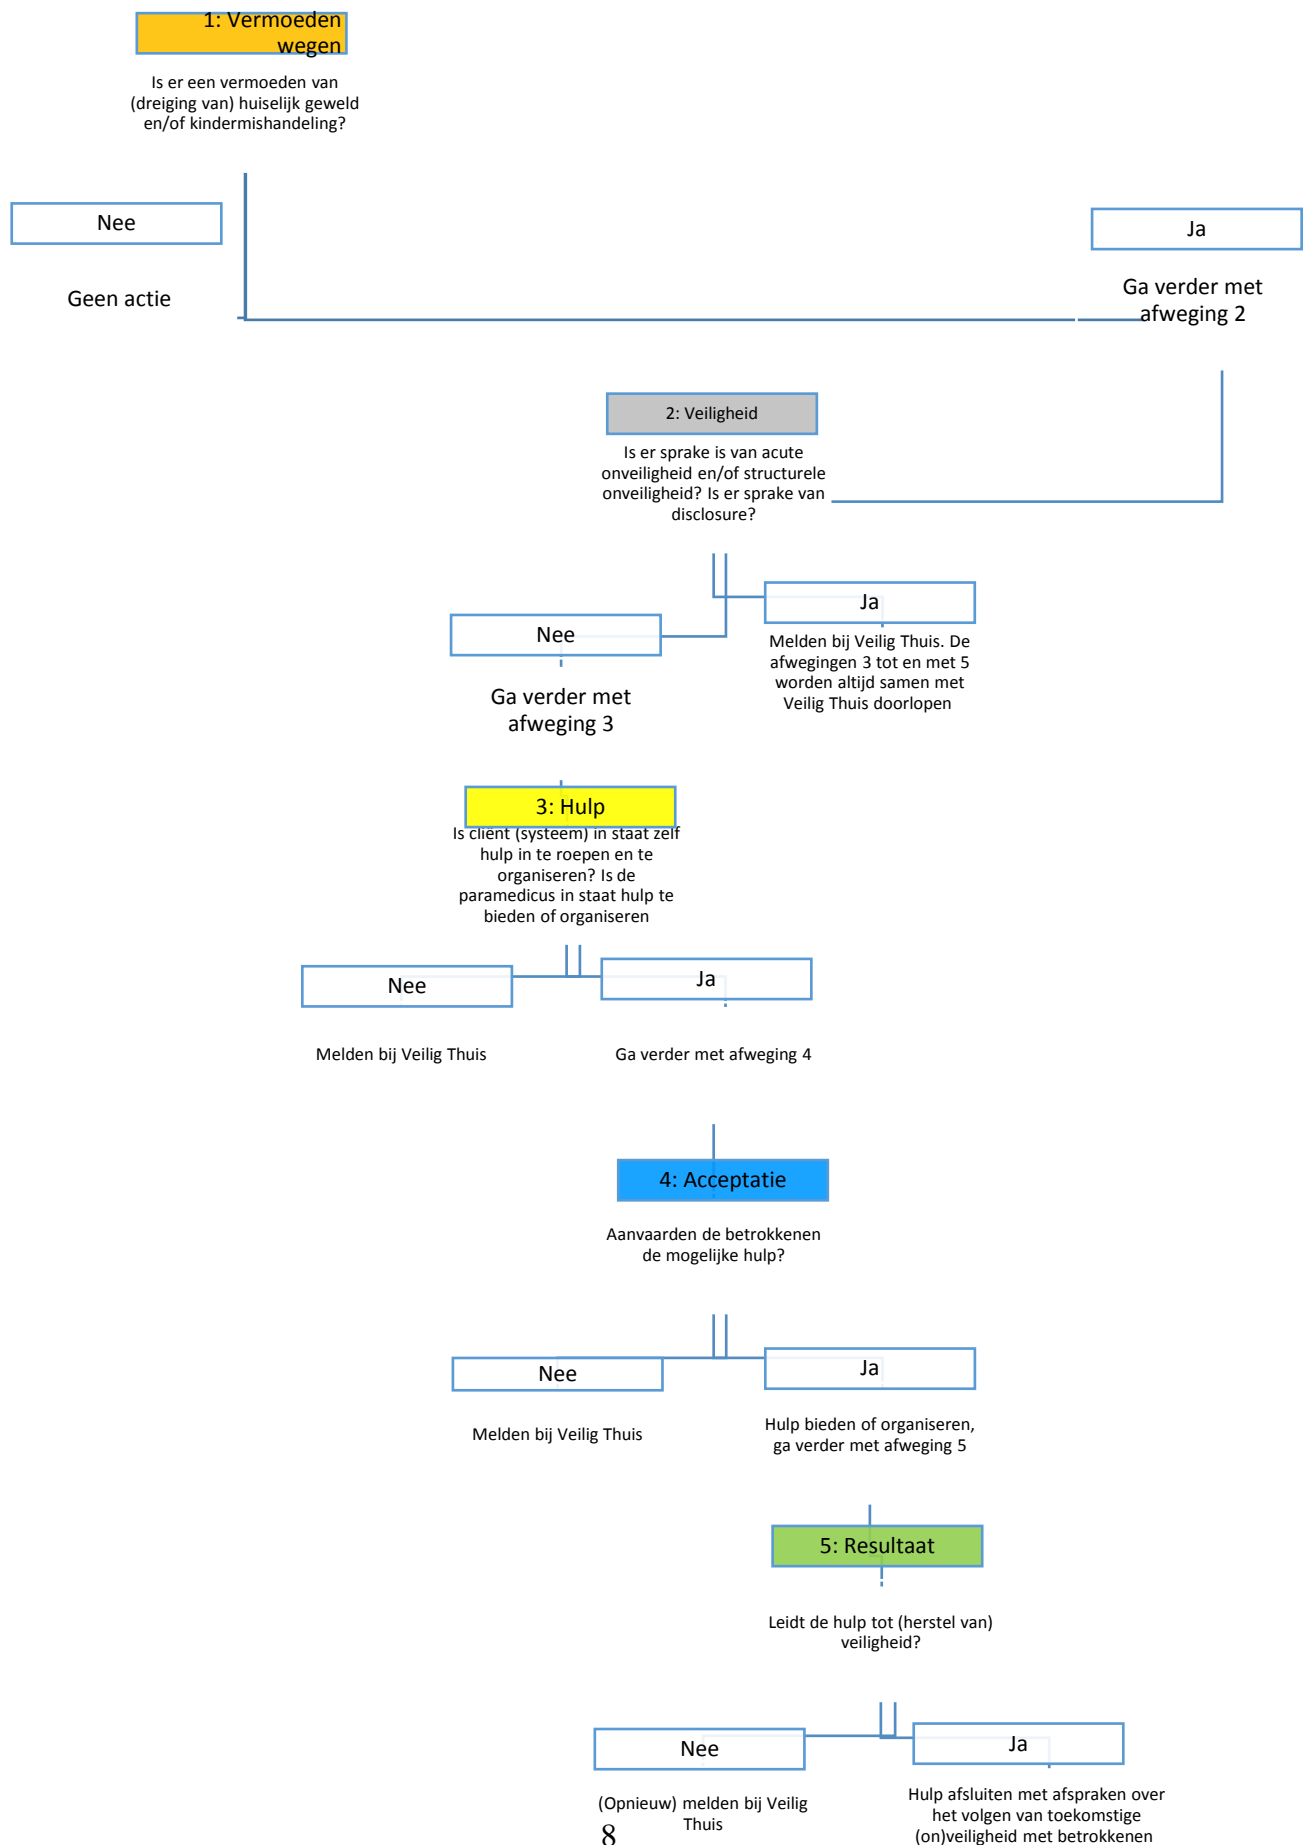 1: Vermoeden
wegen
Is er een vermoeden van
(dreiging van) huiselijk geweld
en/of kindermishandeling?
Nee
Geen actie
Ja
Ga verder met
afweging 2
2: Veiligheid
Is er sprake is van acute
onveiligheid en/of structurele
onveiligheid? Is er sprake van
disclosure?
Nee
Ga verder met
afweging 3
Ja
Melden bij Veilig Thuis. De
afwegingen 3 tot en met 5
worden altijd samen met
Veilig Thuis doorlopen
3: Hulp
Is cliënt (systeem) in staat zelf
hulp in te roepen en te
organiseren? Is de
paramedicus in staat hulp te
bieden of organiseren
Nee
Melden bij Veilig Thuis
Ja
Ga verder met afweging 4
4: Acceptatie
Aanvaarden de betrokkenen
de mogelijke hulp?
Nee
Melden bij Veilig Thuis
Ja
Hulp bieden of organiseren,
ga verder met afweging 5
5: Resultaat
Leidt de hulp tot (herstel van)
veiligheid?
Nee
(Opnieuw) melden bij Veilig
Thuis
Ja
Hulp afsluiten met afspraken over
het volgen van toekomstige
(on)veiligheid met betrokkenen
8